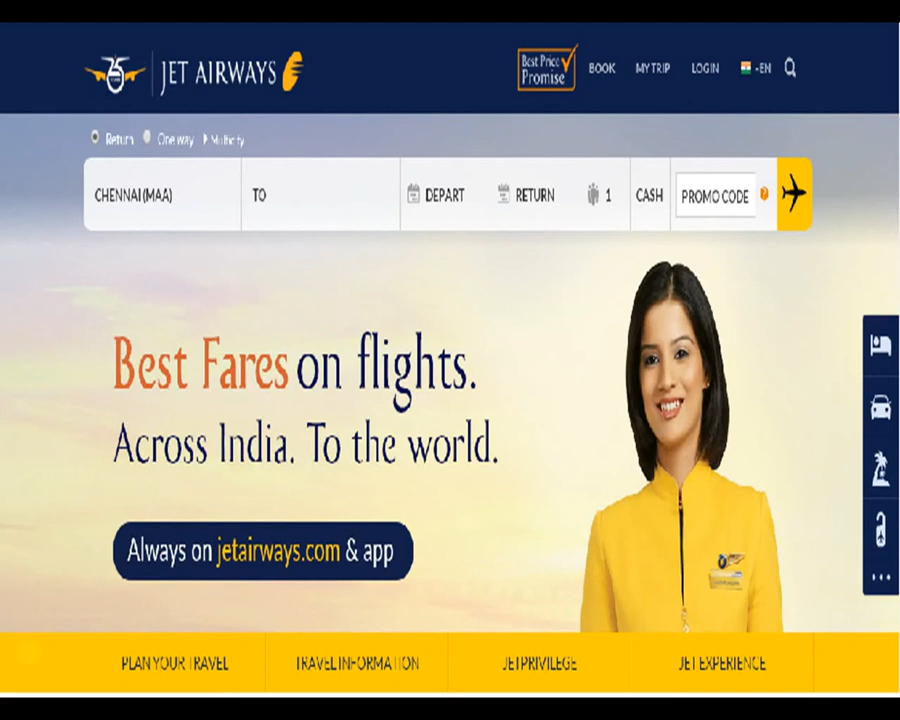 25
JET AIRWAYS
Best Price
Promise
BOOK
MY TRIP
LOGIN
-EN
Return
One way
Multicity
CHENNAI (MAA)
TO
DEPART
RETURN
1
CASH
PROMO CODE
?
Best Fares on flights.
Across India. To the world.
Always on jetairways.com & app
PLAN YOUR TRAVEL
TRAVEL INFORMATION
JETPRIVILEGE
JET EXPERIENCE